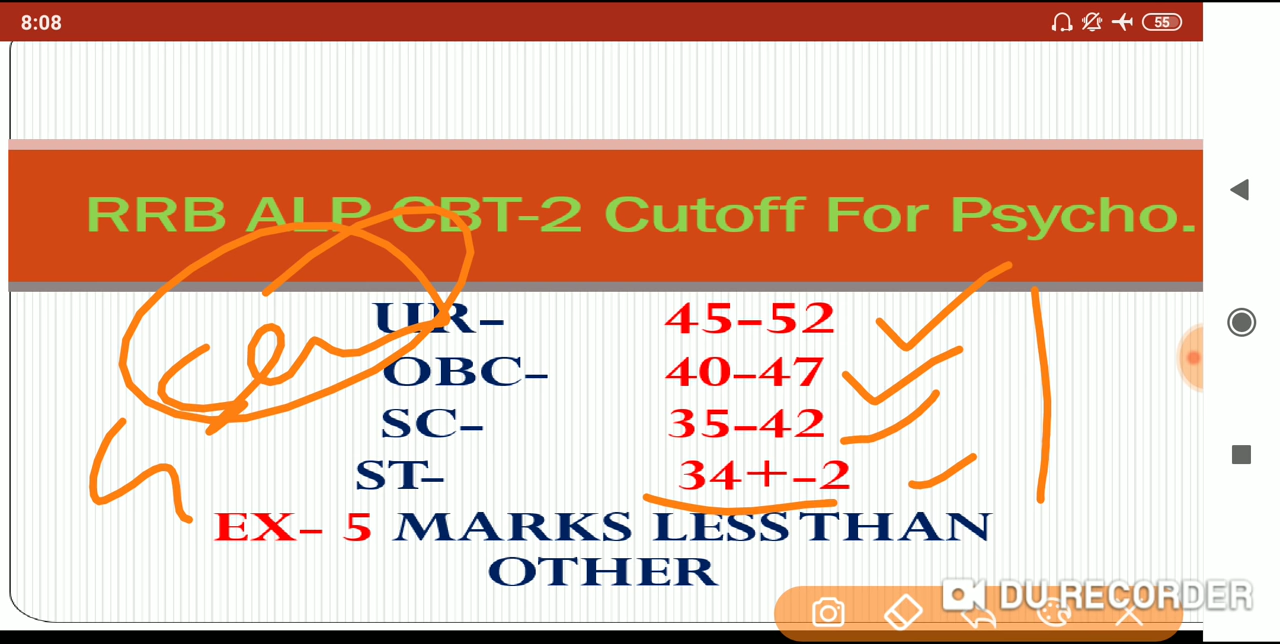 8:08
55
RRB ALP CBT-2 Cutoff For Psycho.
UR- 45-52
OBC- 40-47
SC- 35-42
ST- 34+-2
EX- 5 MARKS LESS THAN
OTHER
DU RECORDER